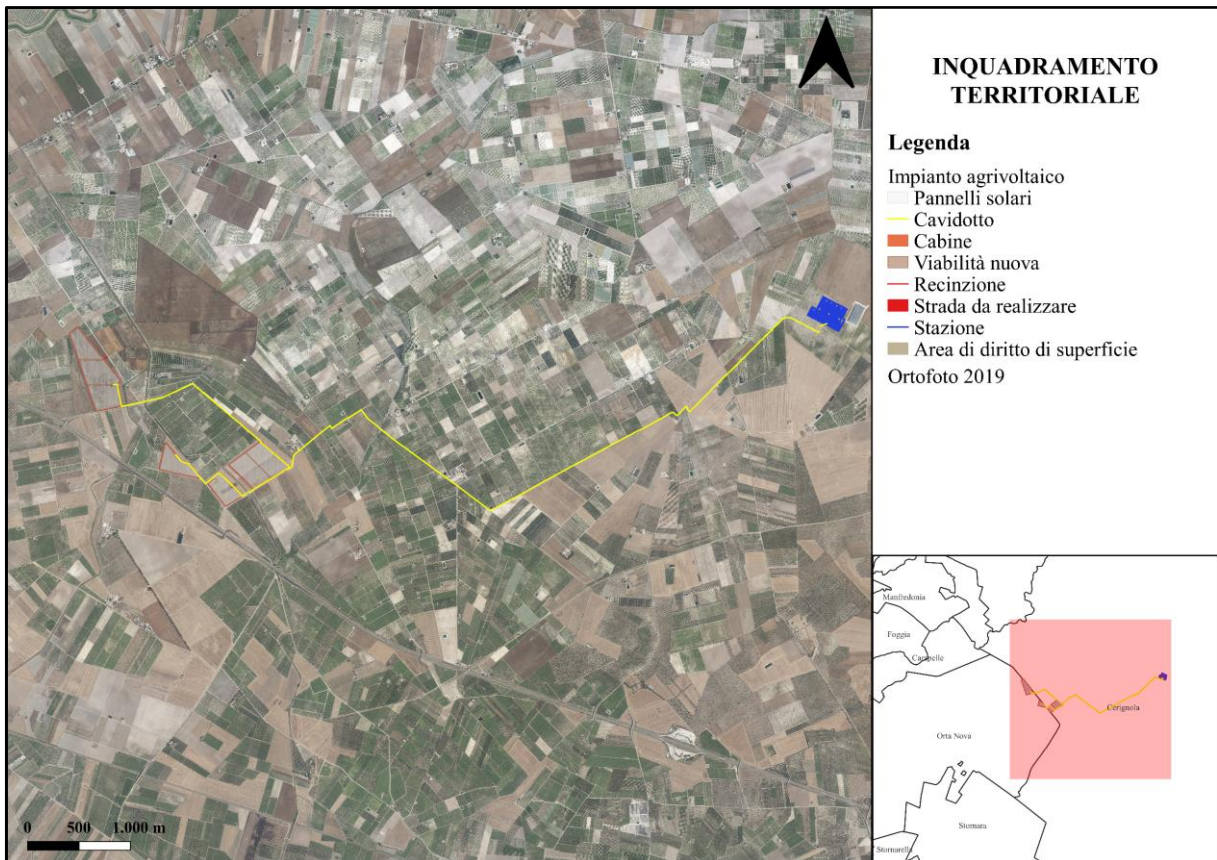 INQUADRAMENTO
TERRITORIALE
Legenda
Impianto agrivoltaico
Pannelli solari
Cavidotto
Cabine
Viabilità nuova
Recinzione
Strada da realizzare
Stazione
Area di diritto di superficie
Ortofoto 2019
0 500 1.000 m
Manfredonia
Foggia
Carapelle
Cerignola
Orta Nova
Stornara
Stornarella